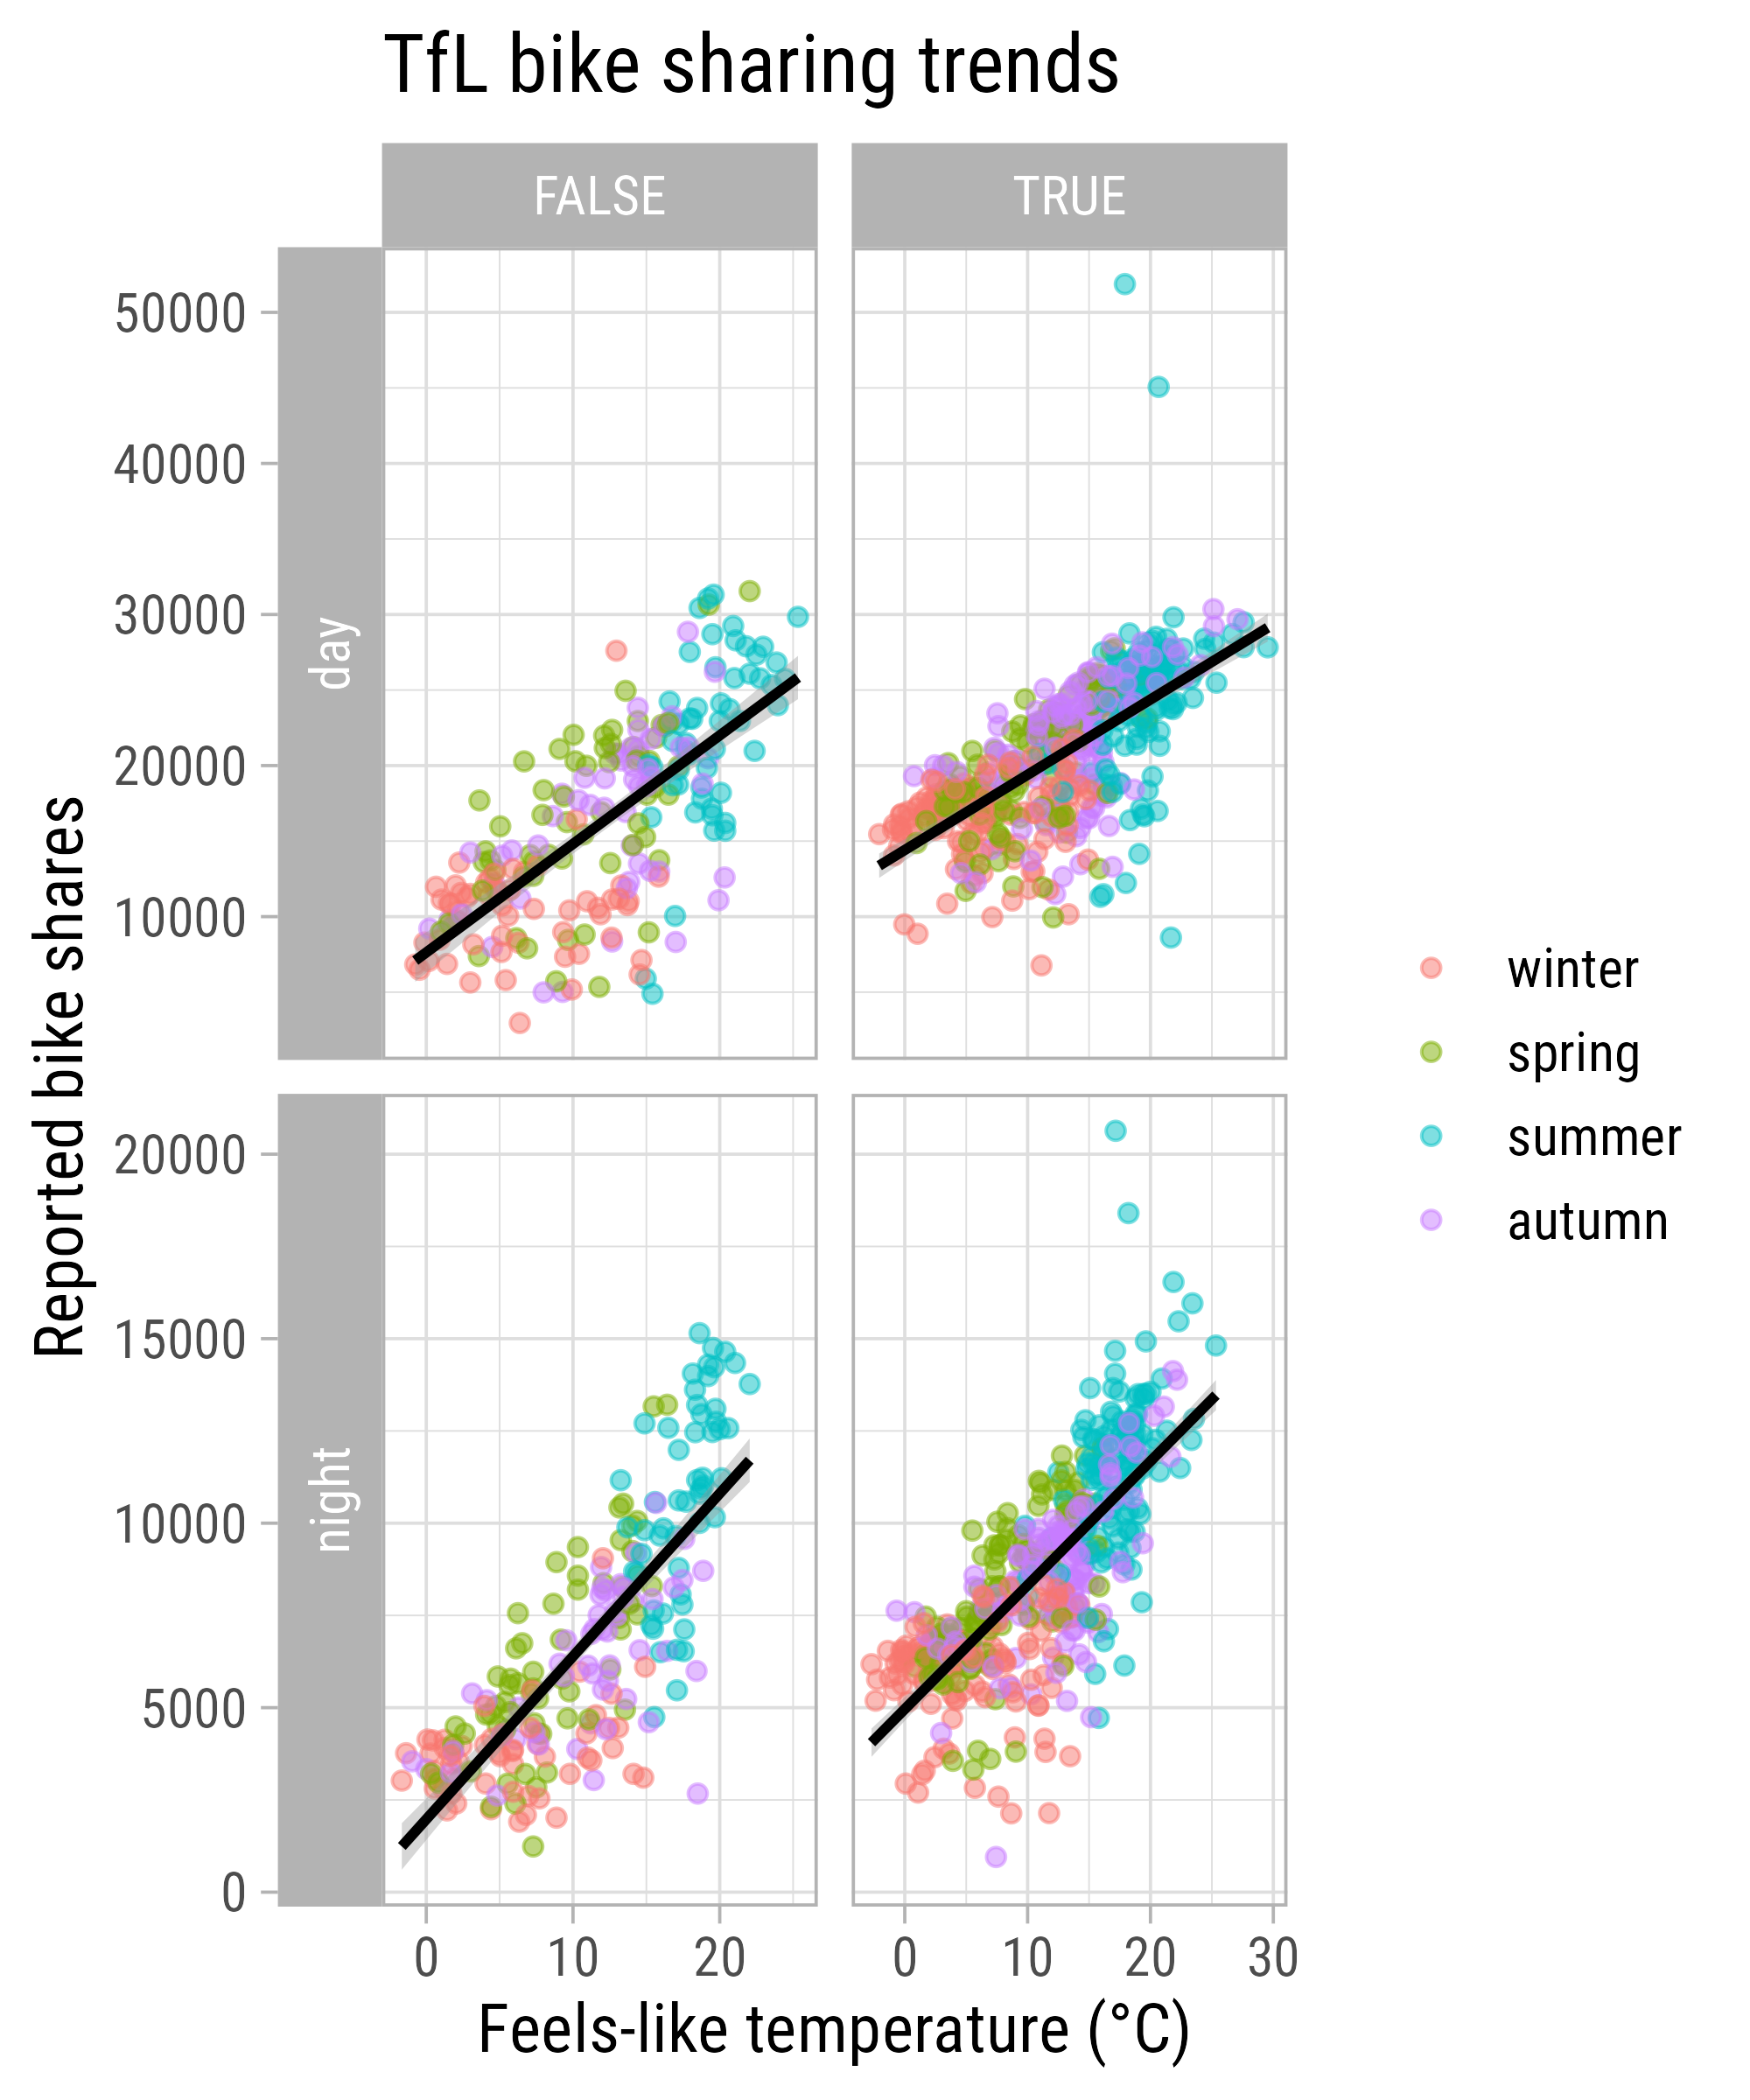 TfL bike sharing trends
FALSE
TRUE
day
50000
40000
30000
20000
10000
night
20000
15000
10000
5000
0
0
10
20
0
10
20
30
Feels-like temperature (°C)
Reported bike shares
winter
spring
summer
autumn